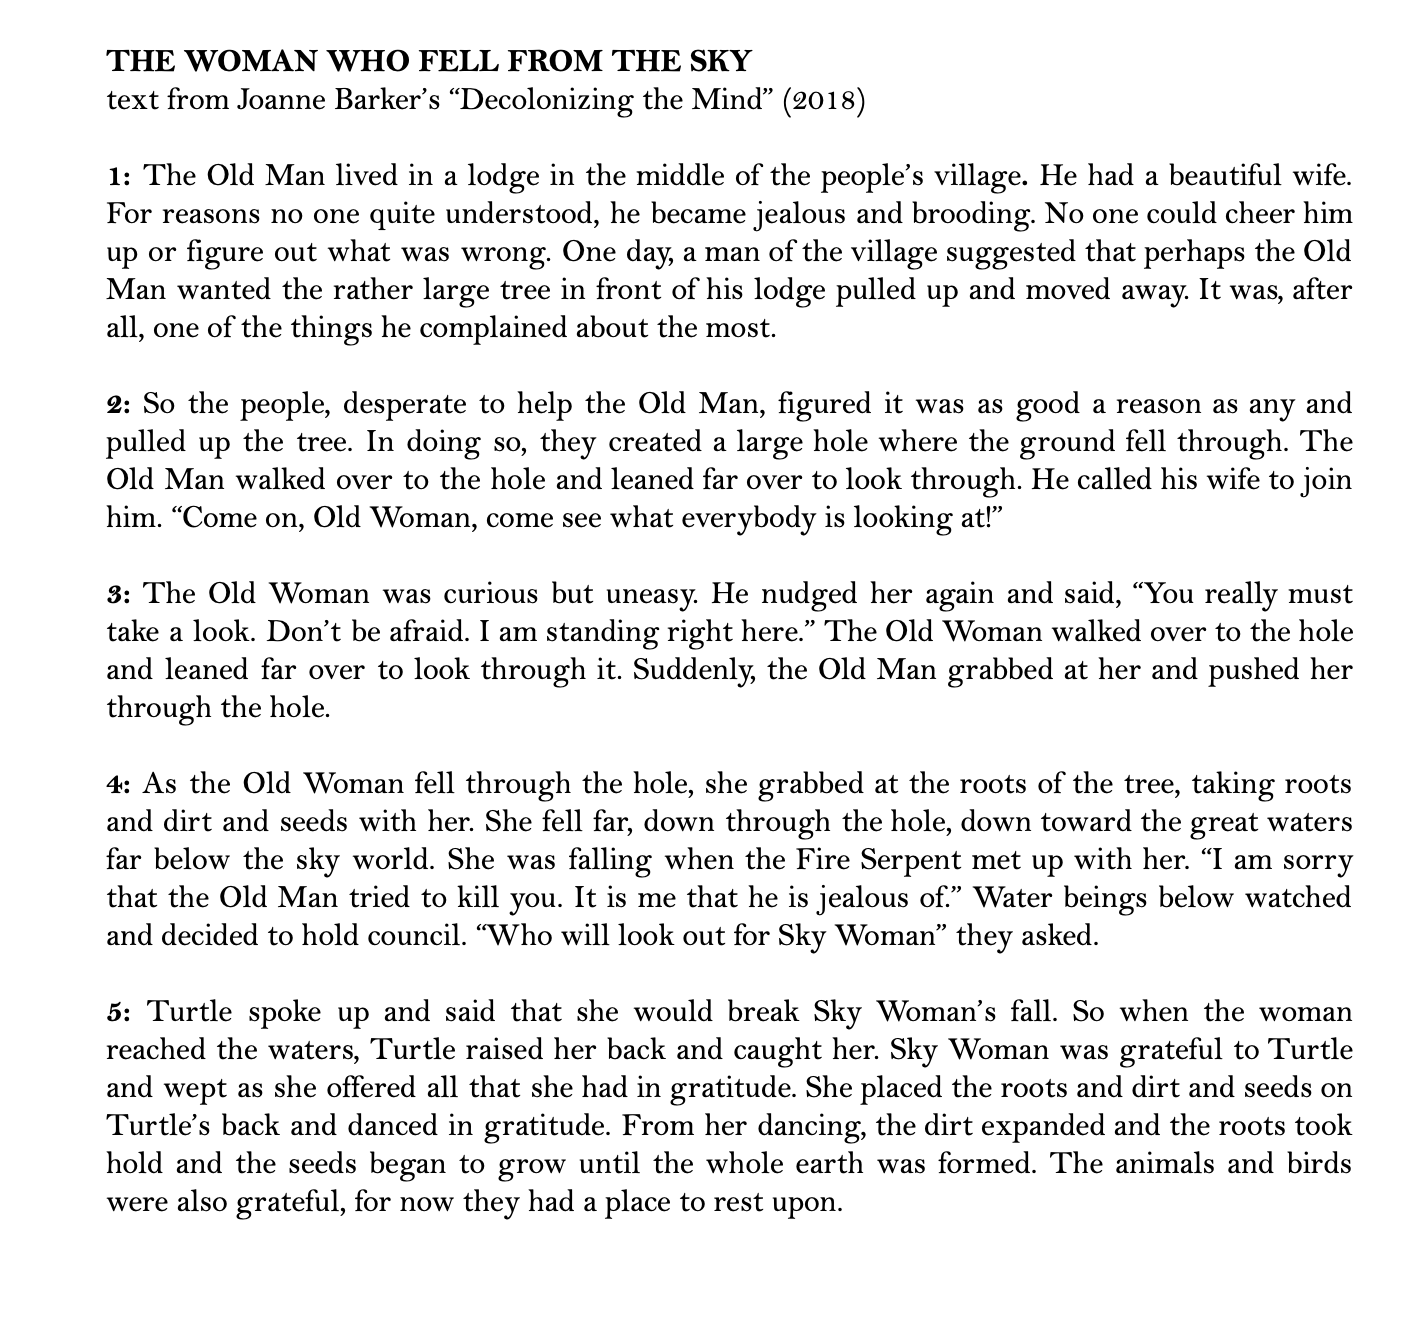 THE WOMAN WHO FELL FROM THE SKY
text from Joanne Barker’s “Decolonizing the Mind” (2018)
1: The Old Man lived in a lodge in the middle of the people’s village. He had a beautiful wife.
For reasons no one quite understood, he became jealous and brooding. No one could cheer him
up or figure out what was wrong. One day, a man of the village suggested that perhaps the Old
Man wanted the rather large tree in front of his lodge pulled up and moved away. It was, after
all, one of the things he complained about the most.
2: So the people, desperate to help the Old Man, figured it was as good a reason as any and
pulled up the tree. In doing so, they created a large hole where the ground fell through. The
Old Man walked over to the hole and leaned far over to look through. He called his wife to join
him. “Come on, Old Woman, come see what everybody is looking at!”
3: The Old Woman was curious but uneasy. He nudged her again and said, “You really must
take a look. Don’t be afraid. I am standing right here.” The Old Woman walked over to the hole
and leaned far over to look through it. Suddenly, the Old Man grabbed at her and pushed her
through the hole.
4: As the Old Woman fell through the hole, she grabbed at the roots of the tree, taking roots
and dirt and seeds with her. She fell far, down through the hole, down toward the great waters
far below the sky world. She was falling when the Fire Serpent met up with her. “I am sorry
that the Old Man tried to kill you. It is me that he is jealous of.” Water beings below watched
and decided to hold council. “Who will look out for Sky Woman” they asked.
5: Turtle spoke up and said that she would break Sky Woman’s fall. So when the woman
reached the waters, Turtle raised her back and caught her. Sky Woman was grateful to Turtle
and wept as she offered all that she had in gratitude. She placed the roots and dirt and seeds on
Turtle’s back and danced in gratitude. From her dancing, the dirt expanded and the roots took
hold and the seeds began to grow until the whole earth was formed. The animals and birds
were also grateful, for now they had a place to rest upon.